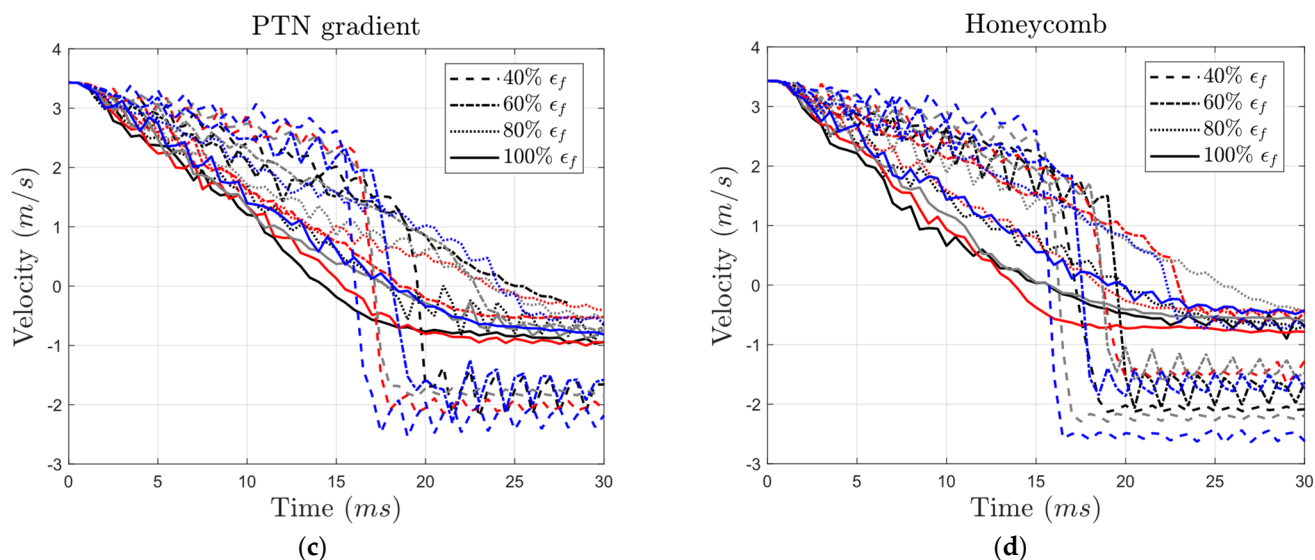 PTN gradient
4
3
2
1
0
-1
-2
-3
Velocity (m/s)
40% ϵf
60% ϵf
80% ϵf
100% ϵf
0 5 10 15 20 25 30
Time (ms)
(c)
Honeycomb
4
3
2
1
0
-1
-2
-3
Velocity (m/s)
40% ϵf
60% ϵf
80% ϵf
100% ϵf
0 5 10 15 20 25 30
Time (ms)
(d)